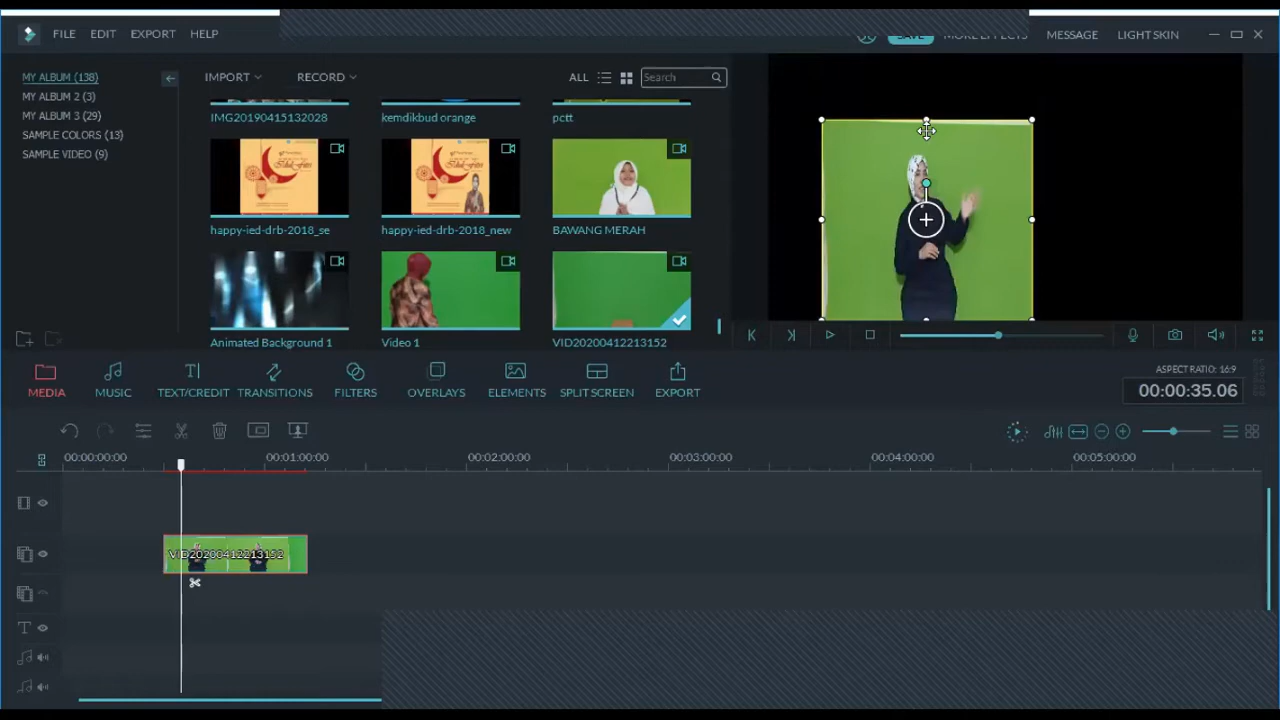 FILE EDIT EXPORT HELP
SAVE MORE EFFECTS MESSAGE LIGHT SKIN
MY ALBUM (138)
MY ALBUM 2 (3)
MY ALBUM 3 (29)
SAMPLE COLORS (13)
SAMPLE VIDEO (9)
IMPORT RECORD ALL Search
IMG20190415132028 kemdikbud orange pctt
happy-ied-drb-2018_se happy-ied-drb-2018_new BAWANG MERAH
Animated Background 1 Video 1 VID20200412213152
MEDIA MUSIC TEXT/CREDIT TRANSITIONS FILTERS OVERLAYS ELEMENTS SPLIT SCREEN EXPORT
ASPECT RATIO: 16:9
00:00:35.06
00:00:00:00 00:01:00:00 00:02:00:00 00:03:00:00 00:04:00:00 00:05:00:00
VID20200412213152